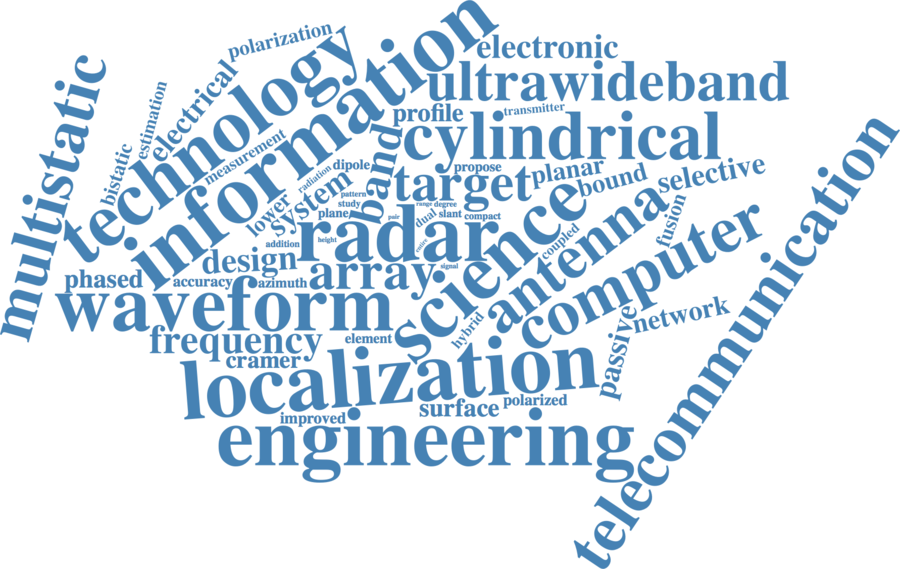 polarization
information
electronic
multistatic
technology
electrical
estimation
ultrawideband
profile
transmitter
cylindrical
telecommunication
bistatic
measurement
band
radiation
dipole
propose
planar
target
pattern
bound
selective
system
lower
study
range
degree
plane
pair
dual
slant
compact
science
antenna
fusion
radar
computer
addition
height
entire
coupled
design
signal
phased
accuracy
azimuth
array
waveform
network
frequency
element
hybrid
passive
cramer
localization
surface
polarized
improved
engineering